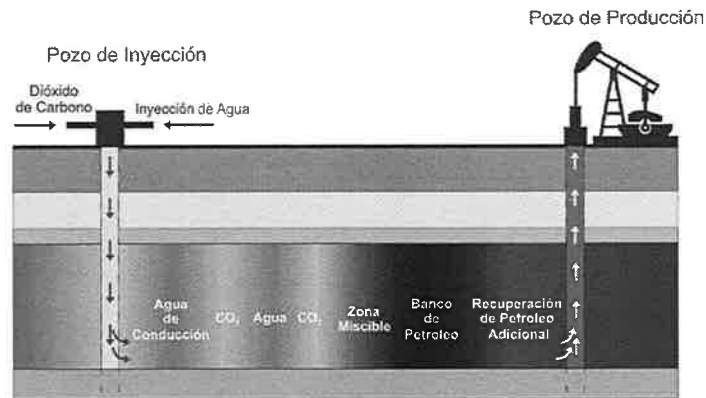 Pozo de Producción
Pozo de Inyección
Dióxido
de Carbono
Inyección de Agua
Agua
de
Conducción
CO₂
Agua
CO₂
Zona
Miscible
Banco
de
Petroleo
Recuperación
de Petroleo
Adicional